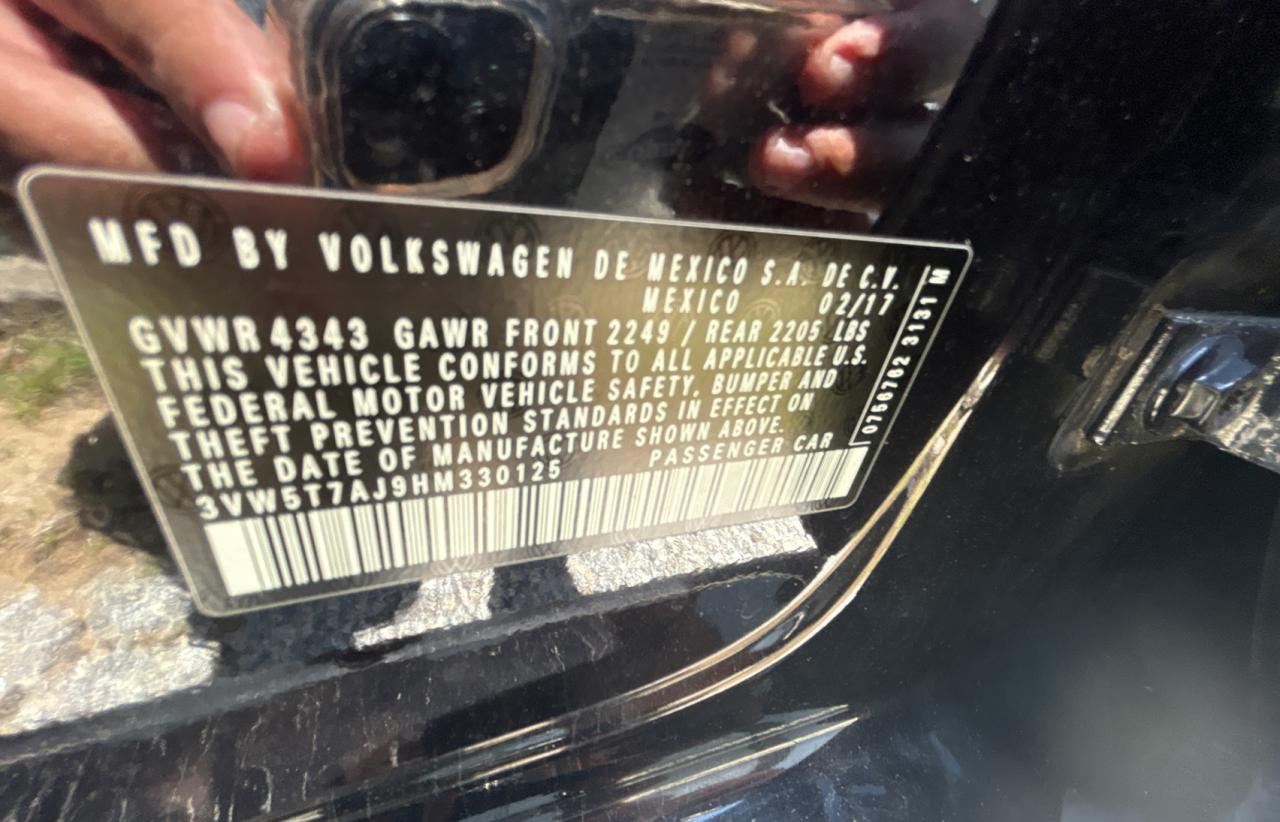 MFD BY VOLKSWAGEN DE MEXICO S.A. DE C.V.
MEXICO 02/17
GVWR 4343 GAWR FRONT 2249 / REAR 2205 LBS
THIS VEHICLE CONFORMS TO ALL APPLICABLE U.S.
FEDERAL MOTOR VEHICLE SAFETY, BUMPER AND
THEFT PREVENTION STANDARDS IN EFFECT ON
THE DATE OF MANUFACTURE SHOWN ABOVE.
3VW5T7AJ9HM330125 PASSENGER CAR
0756702 3131 M